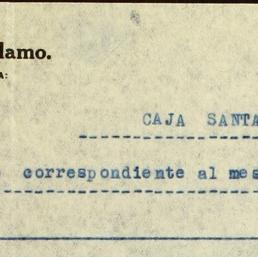 lamo.
A:
CAJA SANTA
correspondiente al mes